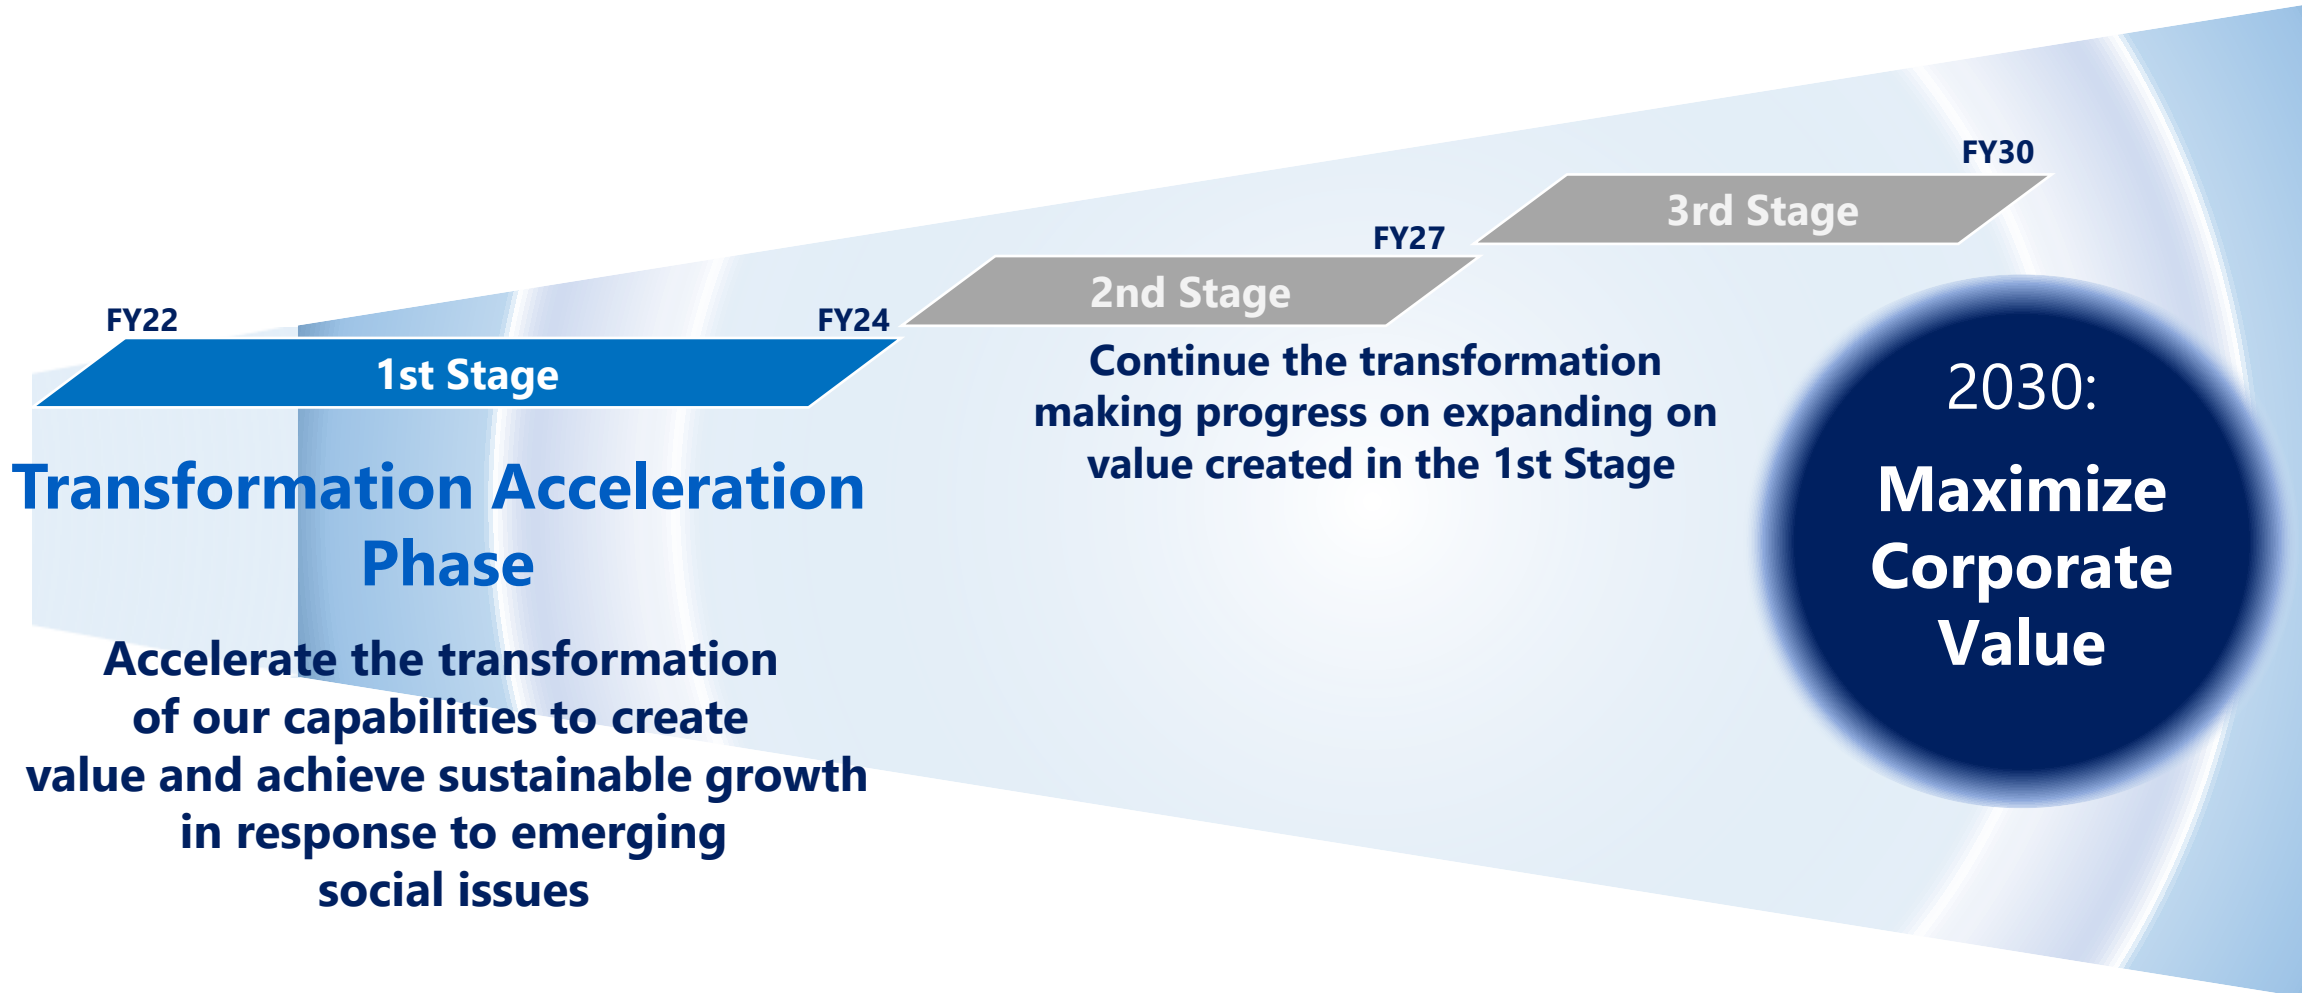 FY30
3rd Stage
FY27
2nd Stage
FY22
FY24
1st Stage
Transformation Acceleration
Phase
Accelerate the transformation
of our capabilities to create
value and achieve sustainable growth
in response to emerging
social issues
Continue the transformation
making progress on expanding on
value created in the 1st Stage
2030:
Maximize
Corporate
Value